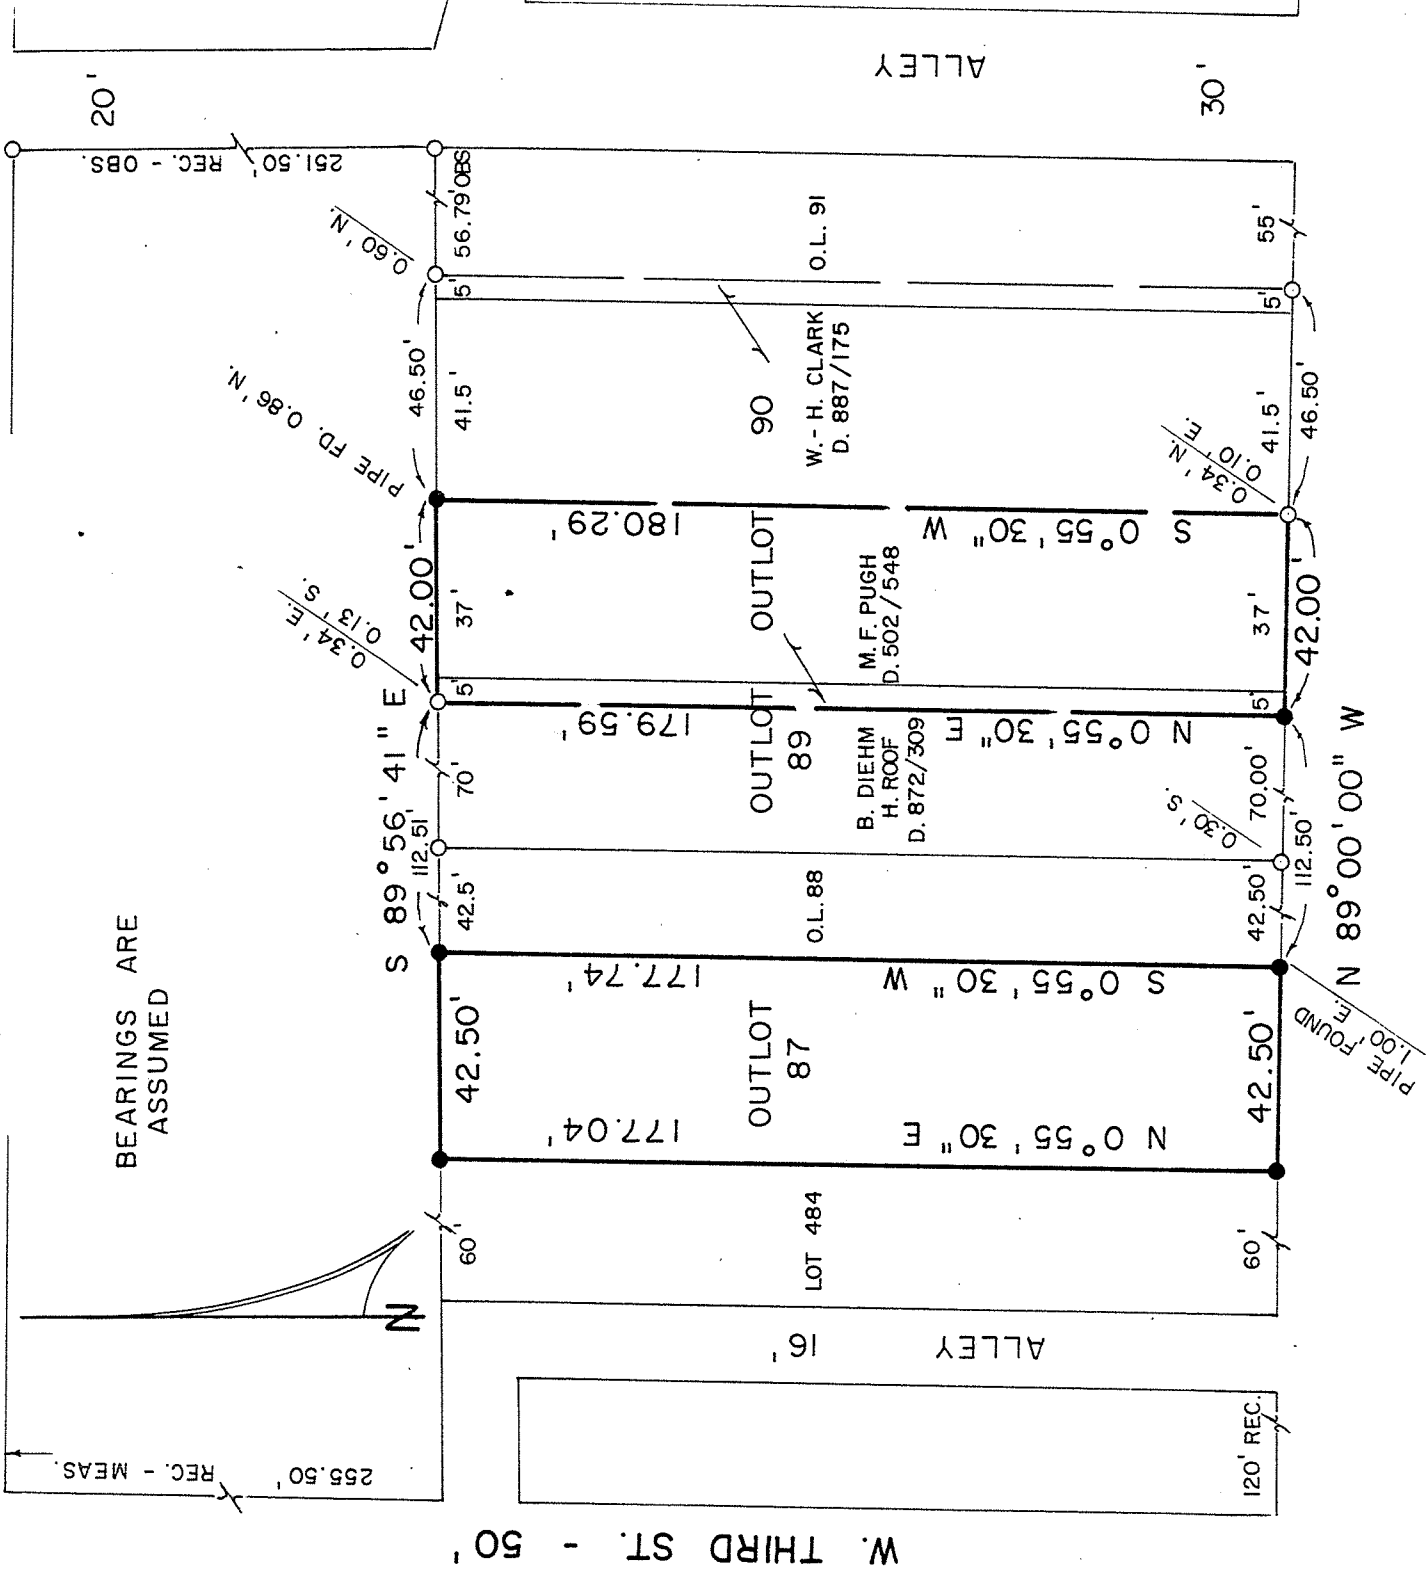 20'
ALLEY
30'
251.50' REC. - OBS.
56.79' OBS
0.60' N.
O.L. 91
55'
5'
5'
46.50'
41.5'
PIPE FD. 0.86' N.
90
W. - H. CLARK
D. 887/175
0.34' N.
0.10' E.
41.5'
46.50'
180.29'
S 0° 55' 30" W
42.00'
37'
0.34' E.
0.13' S.
OUTLOT
M. F. PUGH
D. 502/548
37'
42.00'
5'
5'
179.59'
N 0° 55' 30" E
S 89° 56' 41" E
112.51'
70'
OUTLOT
89
B. DIEHM
H. ROOF
D. 872/309
0.30' S.
70.00'
112.50'
N 89° 00' 00" W
42.5'
O.L. 88
42.50'
177.74'
S 0° 55' 30" W
BEARINGS ARE
ASSUMED
42.50'
OUTLOT
87
42.50'
PIPE FOUND
1.00' E.
177.04'
N 0° 55' 30" E
60'
LOT 484
60'
N
16'
ALLEY
255.50' REC. - MEAS.
120' REC.
W. THIRD ST. - 50'